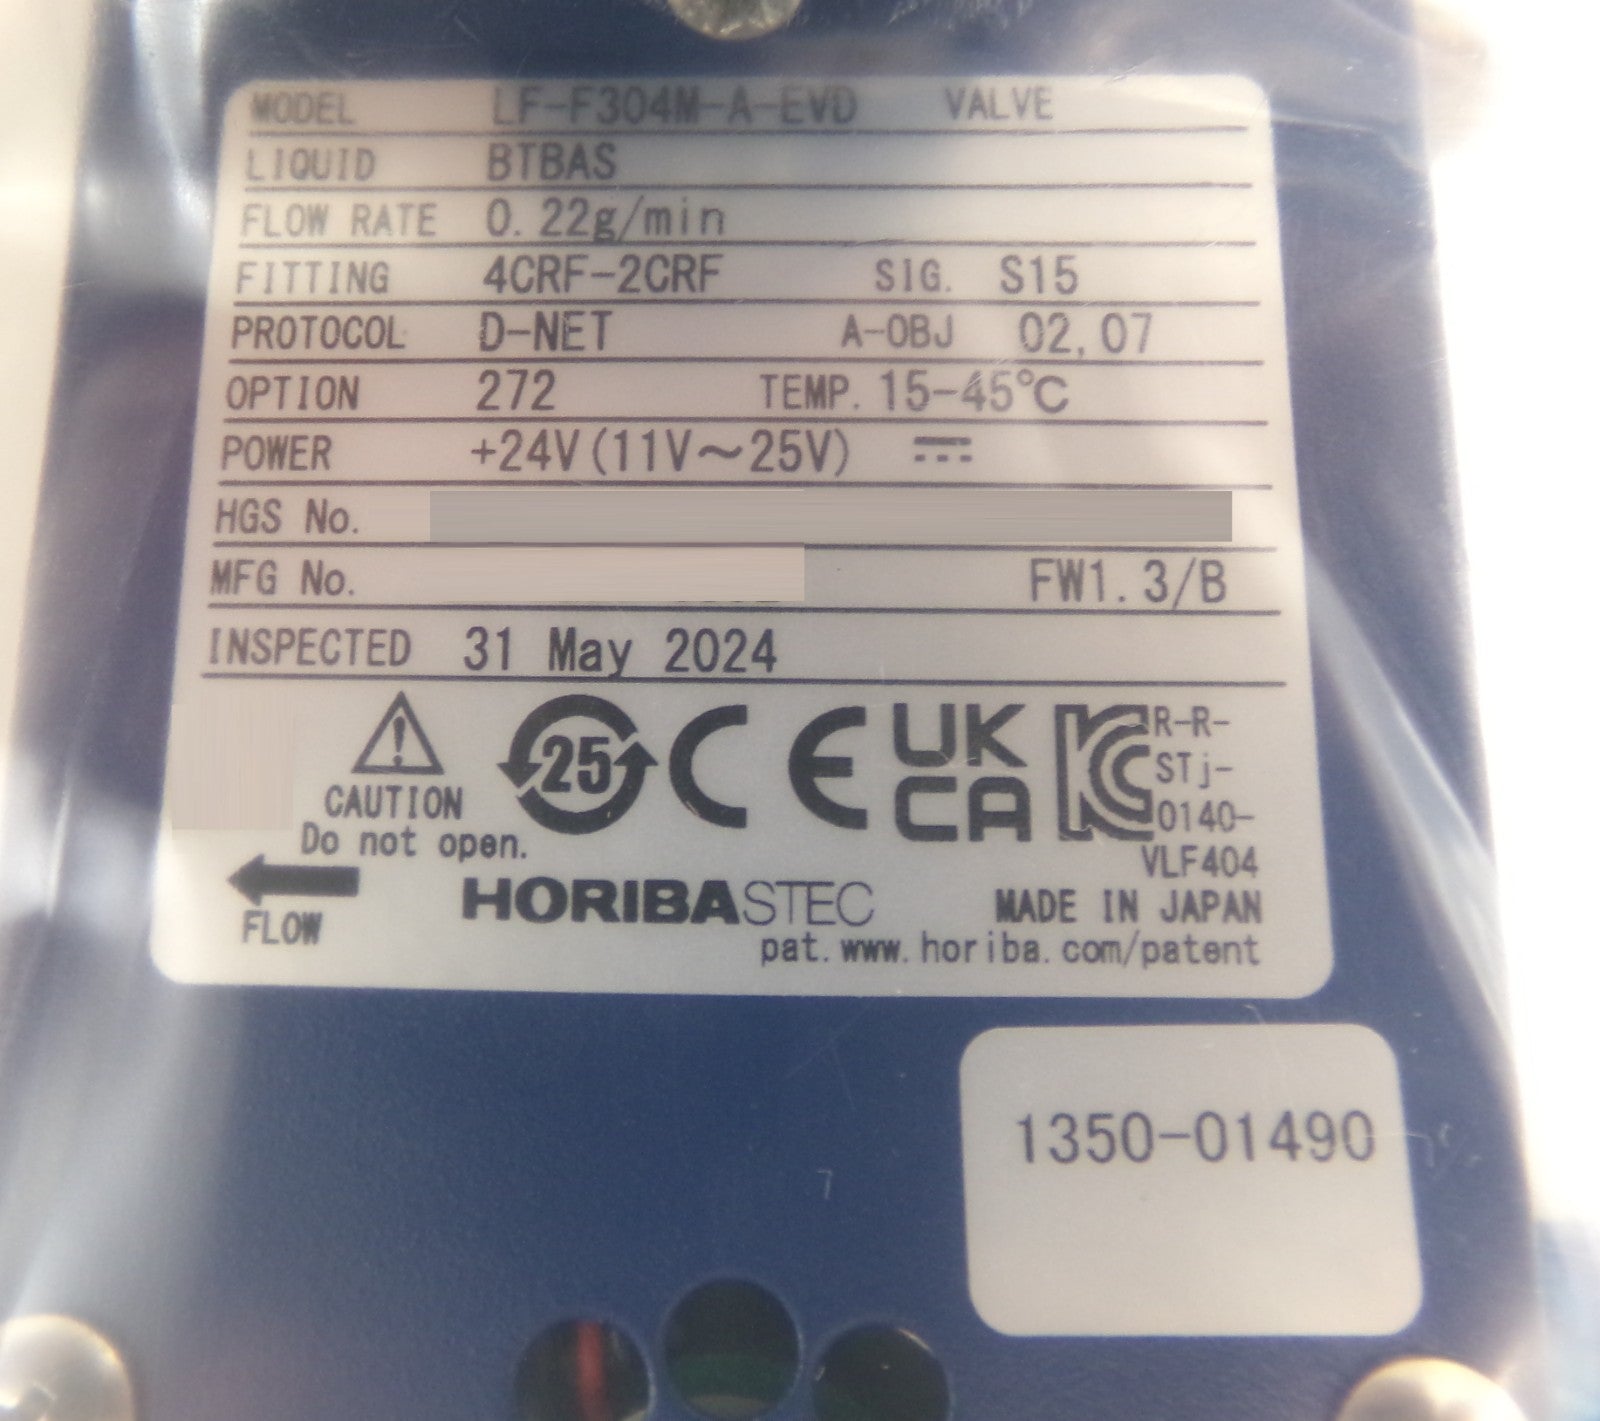 MODEL LF-F304M-A-EVD VALVE
LIQUID BTBAS
FLOW RATE 0.22g/min
FITTING 4CRF-2CRF SIG. S15
PROTOCOL D-NET A-OBJ 02,07
OPTION 272 TEMP. 15-45℃
POWER +24V(11V～25V)
HGS No.
MFG No. FW1.3/B
INSPECTED 31 May 2024
25 CE UK CA KC R-R-
STj-
0140-
VLF404
CAUTION
Do not open.
FLOW
HORIBASTEC MADE IN JAPAN
pat.www.horiba.com/patent
1350-01490